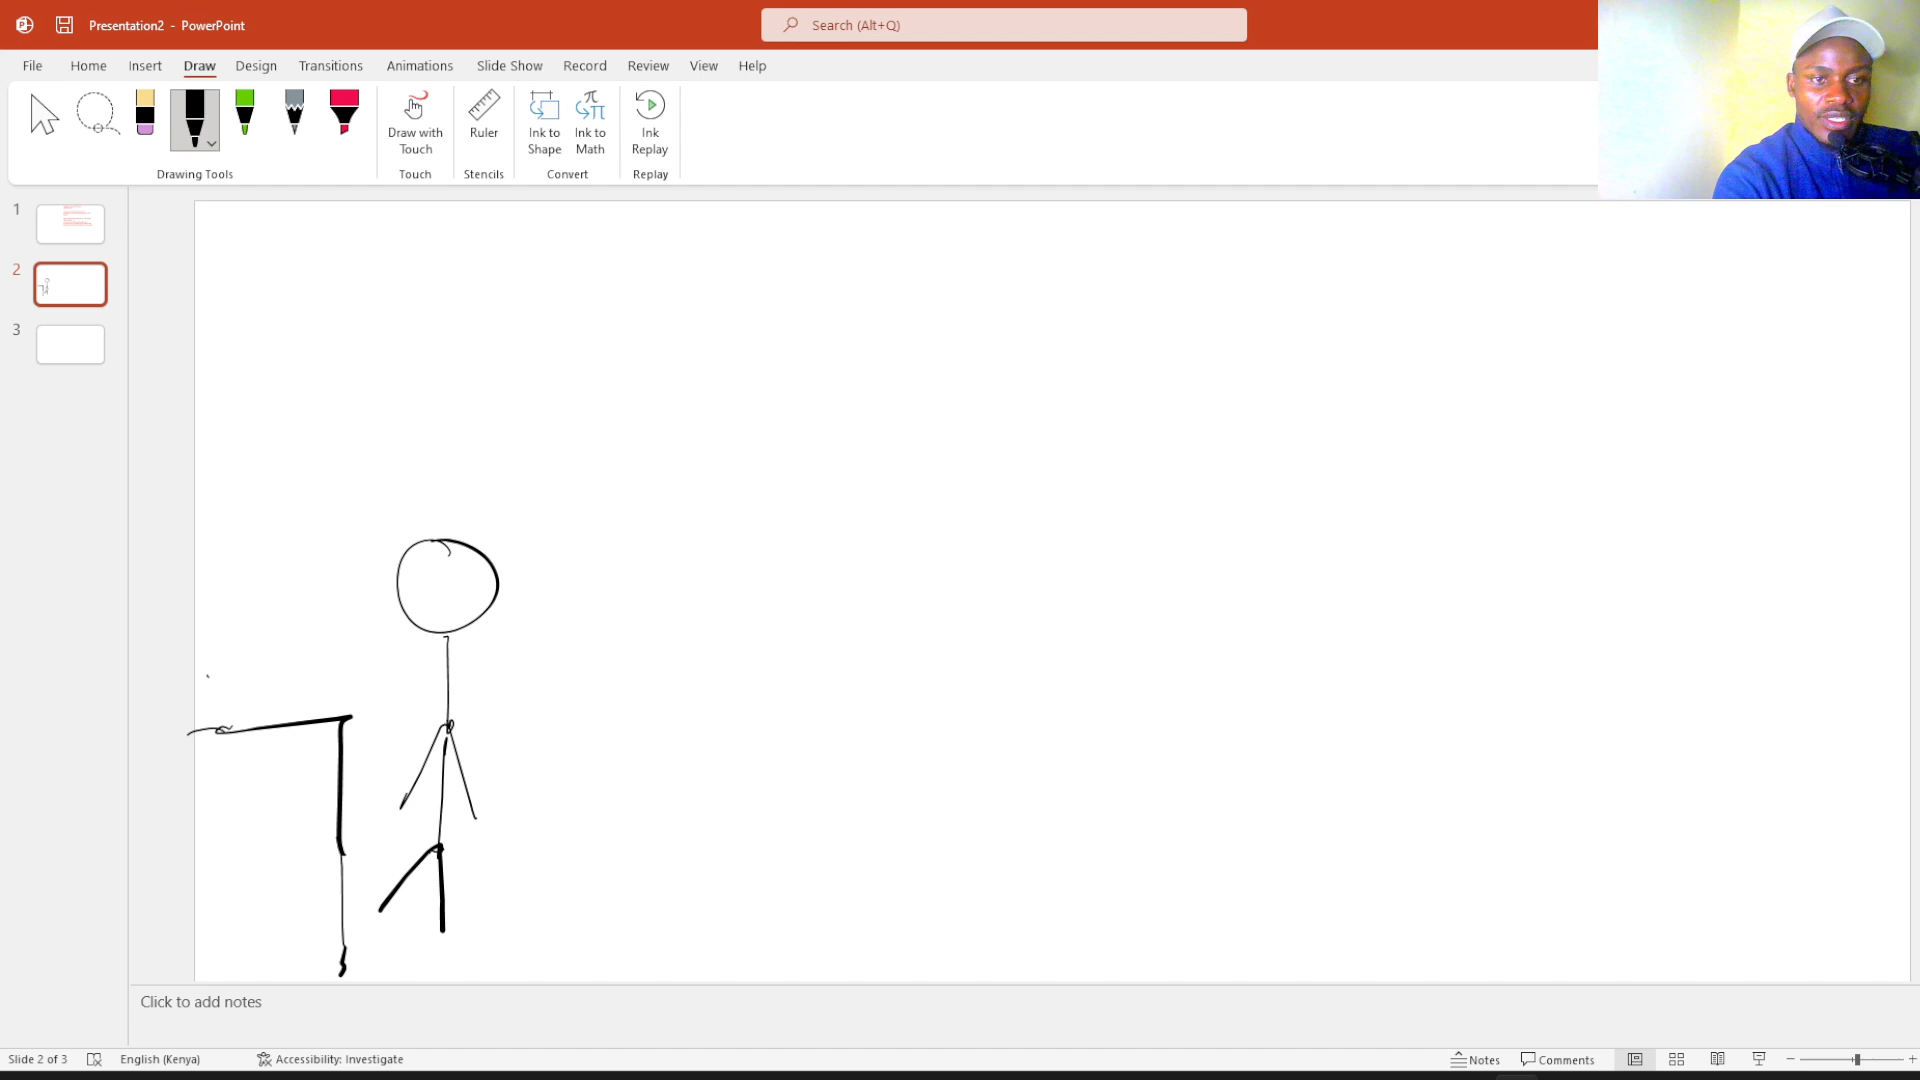 Presentation2 - PowerPoint
Search (Alt+Q)
File Home Insert Draw Design Transitions Animations Slide Show Record Review View Help
Draw with Touch
Ruler
Ink to Shape
Ink to Math
Ink Replay
Drawing Tools
Touch
Stencils
Convert
Replay
1
2
3
Click to add notes
Slide 2 of 3
English (Kenya)
Accessibility: Investigate
Notes
Comments